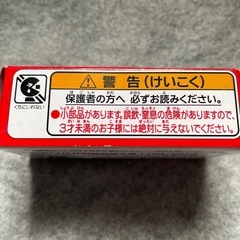 ⚠ 警告(けいこく)
保護者の方へ 必ずお読みください。
●小部品があります。誤飲・窒息の危険がありますので、
3才未満のお子様には絶対に与えないでください。
くちにいれない